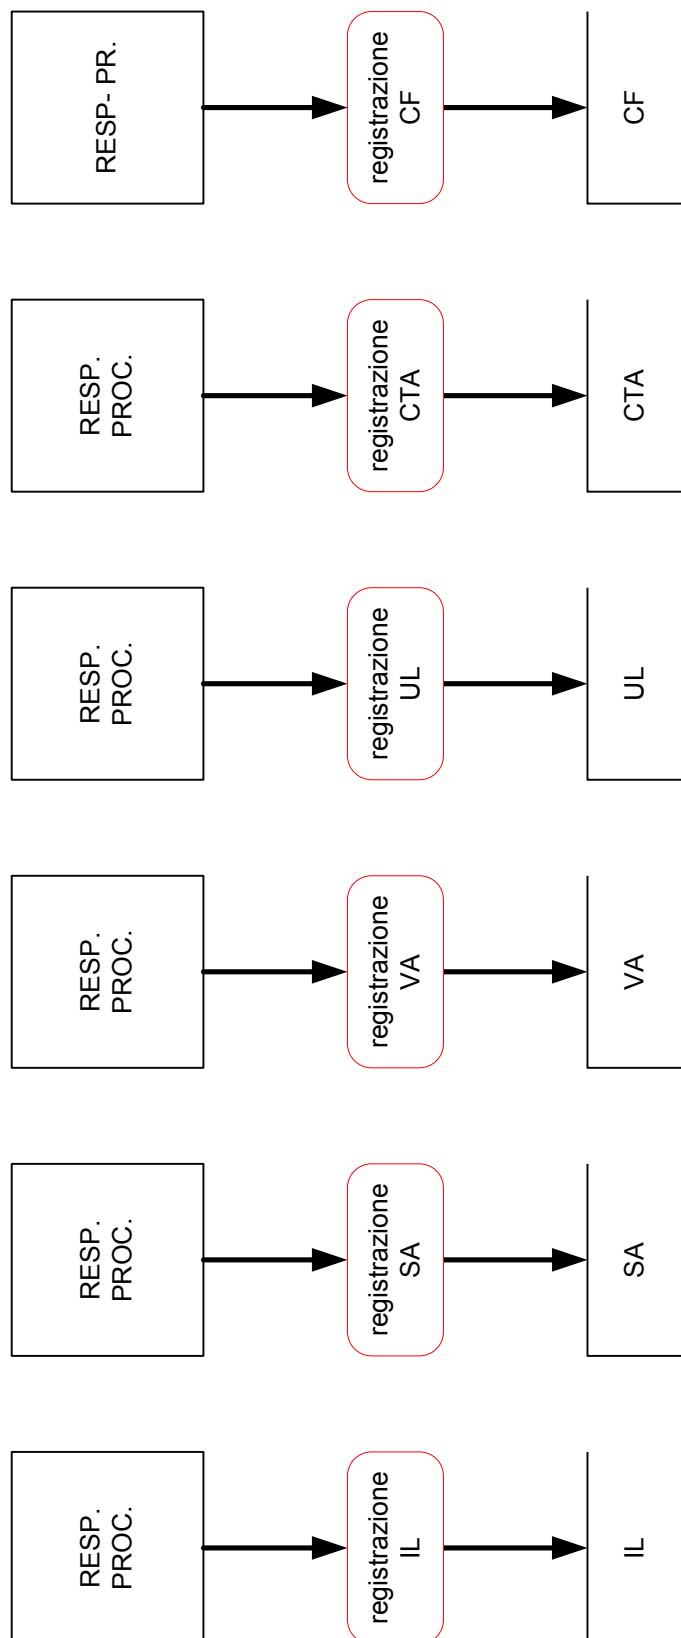 RESP- PR.
registrazione
CF
CF
RESP.
PROC.
registrazione
CTA
CTA
RESP.
PROC.
registrazione
UL
UL
RESP.
PROC.
registrazione
VA
VA
RESP.
PROC.
registrazione
SA
SA
RESP.
PROC.
registrazione
IL
IL